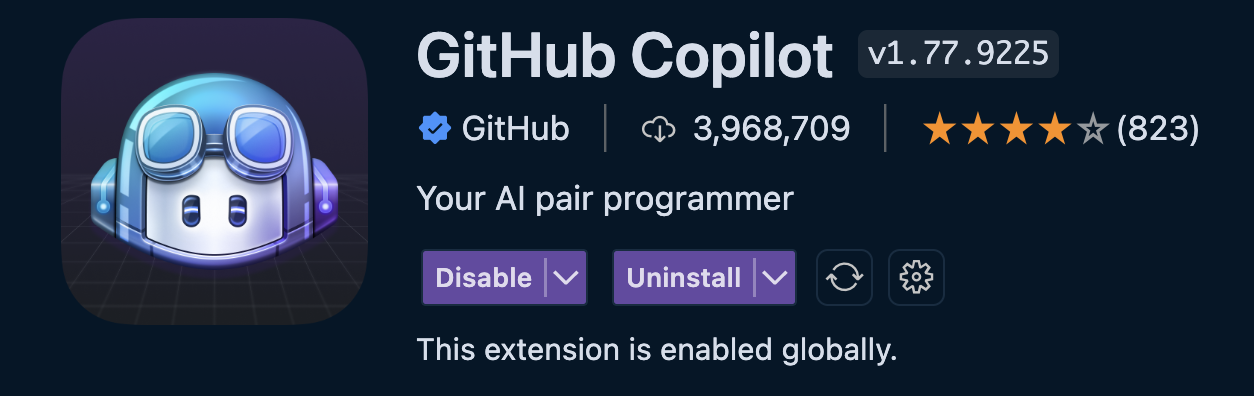 GitHub Copilot v1.77.9225
GitHub 3,968,709 (823)
Your AI pair programmer
Disable Uninstall
This extension is enabled globally.